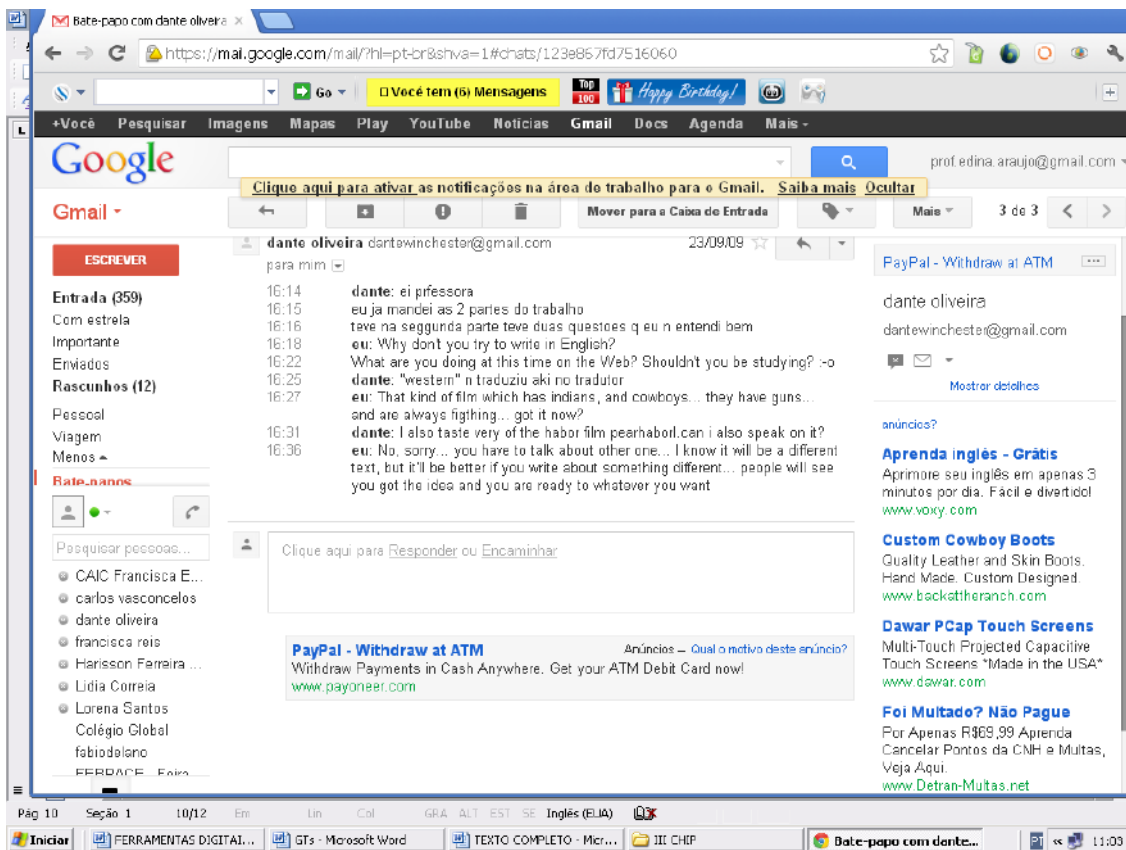 Bate-papo com dante oliveira ×
https://mail.google.com/mail/?hl=pt-br&shva=1#chats/123e867fd7516060
Go
Você tem (6) Mensagens
Top 100
Happy Birthday!
+Você Pesquisar Imagens Mapas Play YouTube Notícias Gmail Docs Agenda Mais
Google
prof.edina.araujo@gmail.com
Clique aqui para ativar as notificações na área de trabalho para o Gmail. Saiba mais Ocultar
Gmail
Mover para a Caixa de Entrada
Mais
3 de 3
ESCREVER
Entrada (359)
Com estrela
Importante
Enviados
Rascunhos (12)
Pessoal
Viagem
Menos
Bate-papos
Pesquisar pessoas...
CAIC Francisca E...
carlos vasconcelos
dante oliveira
francisca reis
Harisson Ferreira ...
Lidia Correia
Lorena Santos
Colégio Global
fabiodelano
FEBRACE - Feira
dante oliveira dantewinchester@gmail.com 23/09/09
para mim
16:14 dante: ei prfessora
16:15 eu ja mandei as 2 partes do trabalho
16:16 teve na seggunda parte teve duas questoes q eu n entendi bem
16:18 eu: Why don't you try to write in English?
16:22 What are you doing at this time on the Web? Shouldn't you be studying? :-o
16:25 dante: "western" n traduziu aki no tradutor
16:27 eu: That kind of film which has indians, and cowboys... they have guns...
and are always figthing... got it now?
16:31 dante: I also taste very of the habor film pearhaborl.can i also speak on it?
16:36 eu: No, sorry... you have to talk about other one... I know it will be a different
text, but it'll be better if you write about something different... people will see
you got the idea and you are ready to whatever you want
Clique aqui para Responder ou Encaminhar
PayPal - Withdraw at ATM
Anúncios – Qual o motivo deste anúncio?
Withdraw Payments in Cash Anywhere. Get your ATM Debit Card now!
www.payoneer.com
PayPal - Withdraw at ATM
dante oliveira
dantewinchester@gmail.com
Mostrar detalhes
anúncios?
Aprenda inglês - Grátis
Aprimore seu inglês em apenas 3
minutos por dia. Fácil e divertido!
www.voxy.com
Custom Cowboy Boots
Quality Leather and Skin Boots.
Hand Made. Custom Designed.
www.backattheranch.com
Dawar PCap Touch Screens
Multi-Touch Projected Capacitive
Touch Screens *Made in the USA*
www.dawar.com
Foi Multado? Não Pague
Por Apenas R$69,99 Aprenda
Cancelar Pontos da CNH e Multas,
Veja Aqui.
www.Detran-Multas.net
Pág 10 Seção 1 10/12 Em Lin Col GRA ALT EST SE Inglês (EUA)
Iniciar
FERRAMENTAS DIGITAI...
GTs - Microsoft Word
TEXTO COMPLETO - Micr...
III CHIP
Bate-papo com dante...
PT
«
11:03